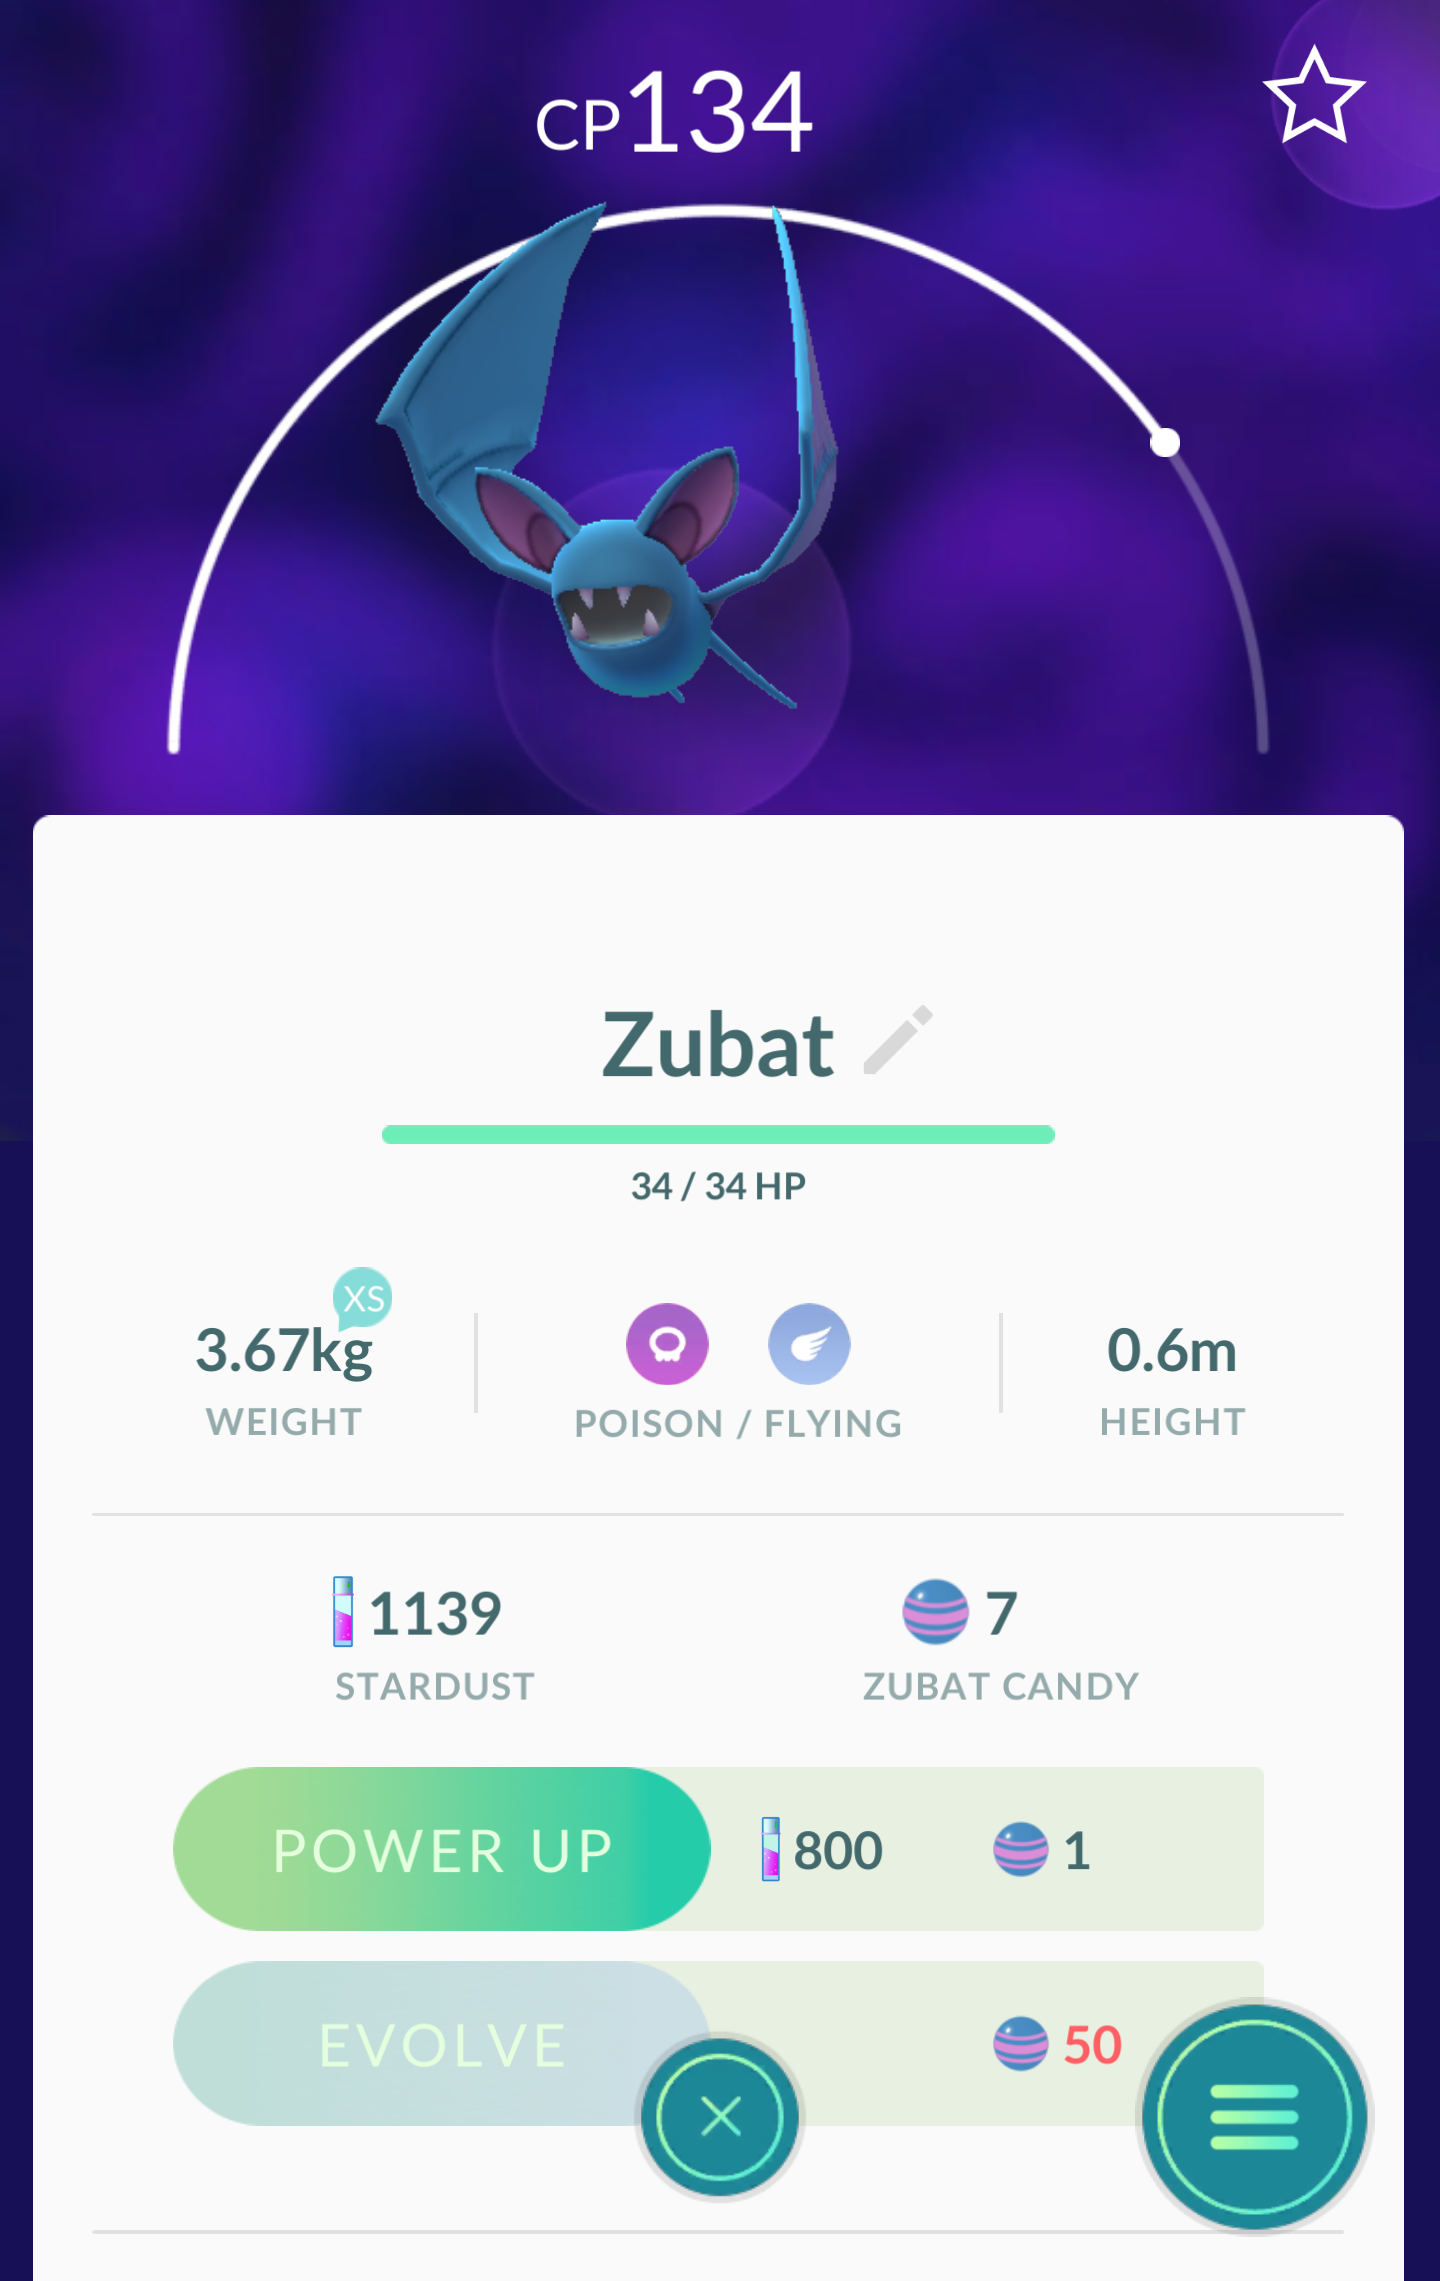 CP134
Zubat
34 / 34 HP
XS
3.67kg
WEIGHT
POISON / FLYING
0.6m
HEIGHT
1139
STARDUST
7
ZUBAT CANDY
POWER UP
800
1
EVOLVE
50